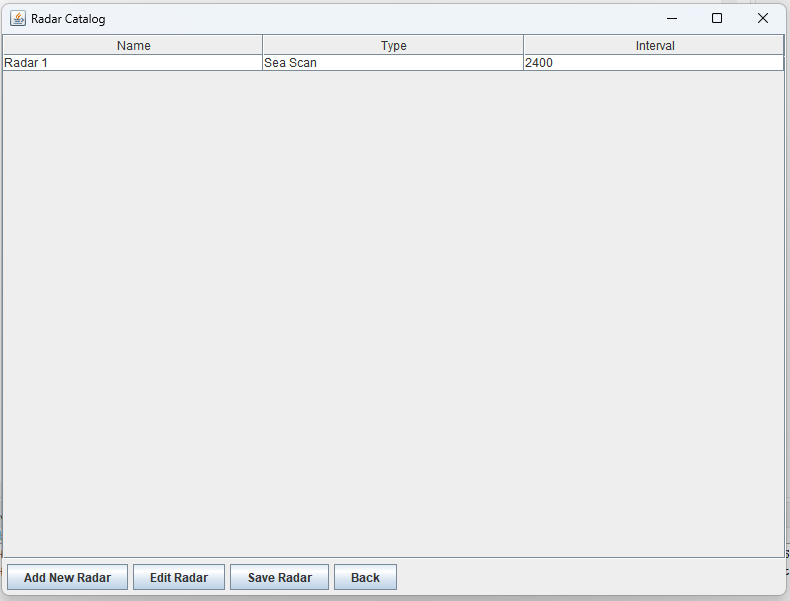 Radar Catalog
Name Type Interval
Radar 1 Sea Scan 2400
Add New Radar Edit Radar Save Radar Back